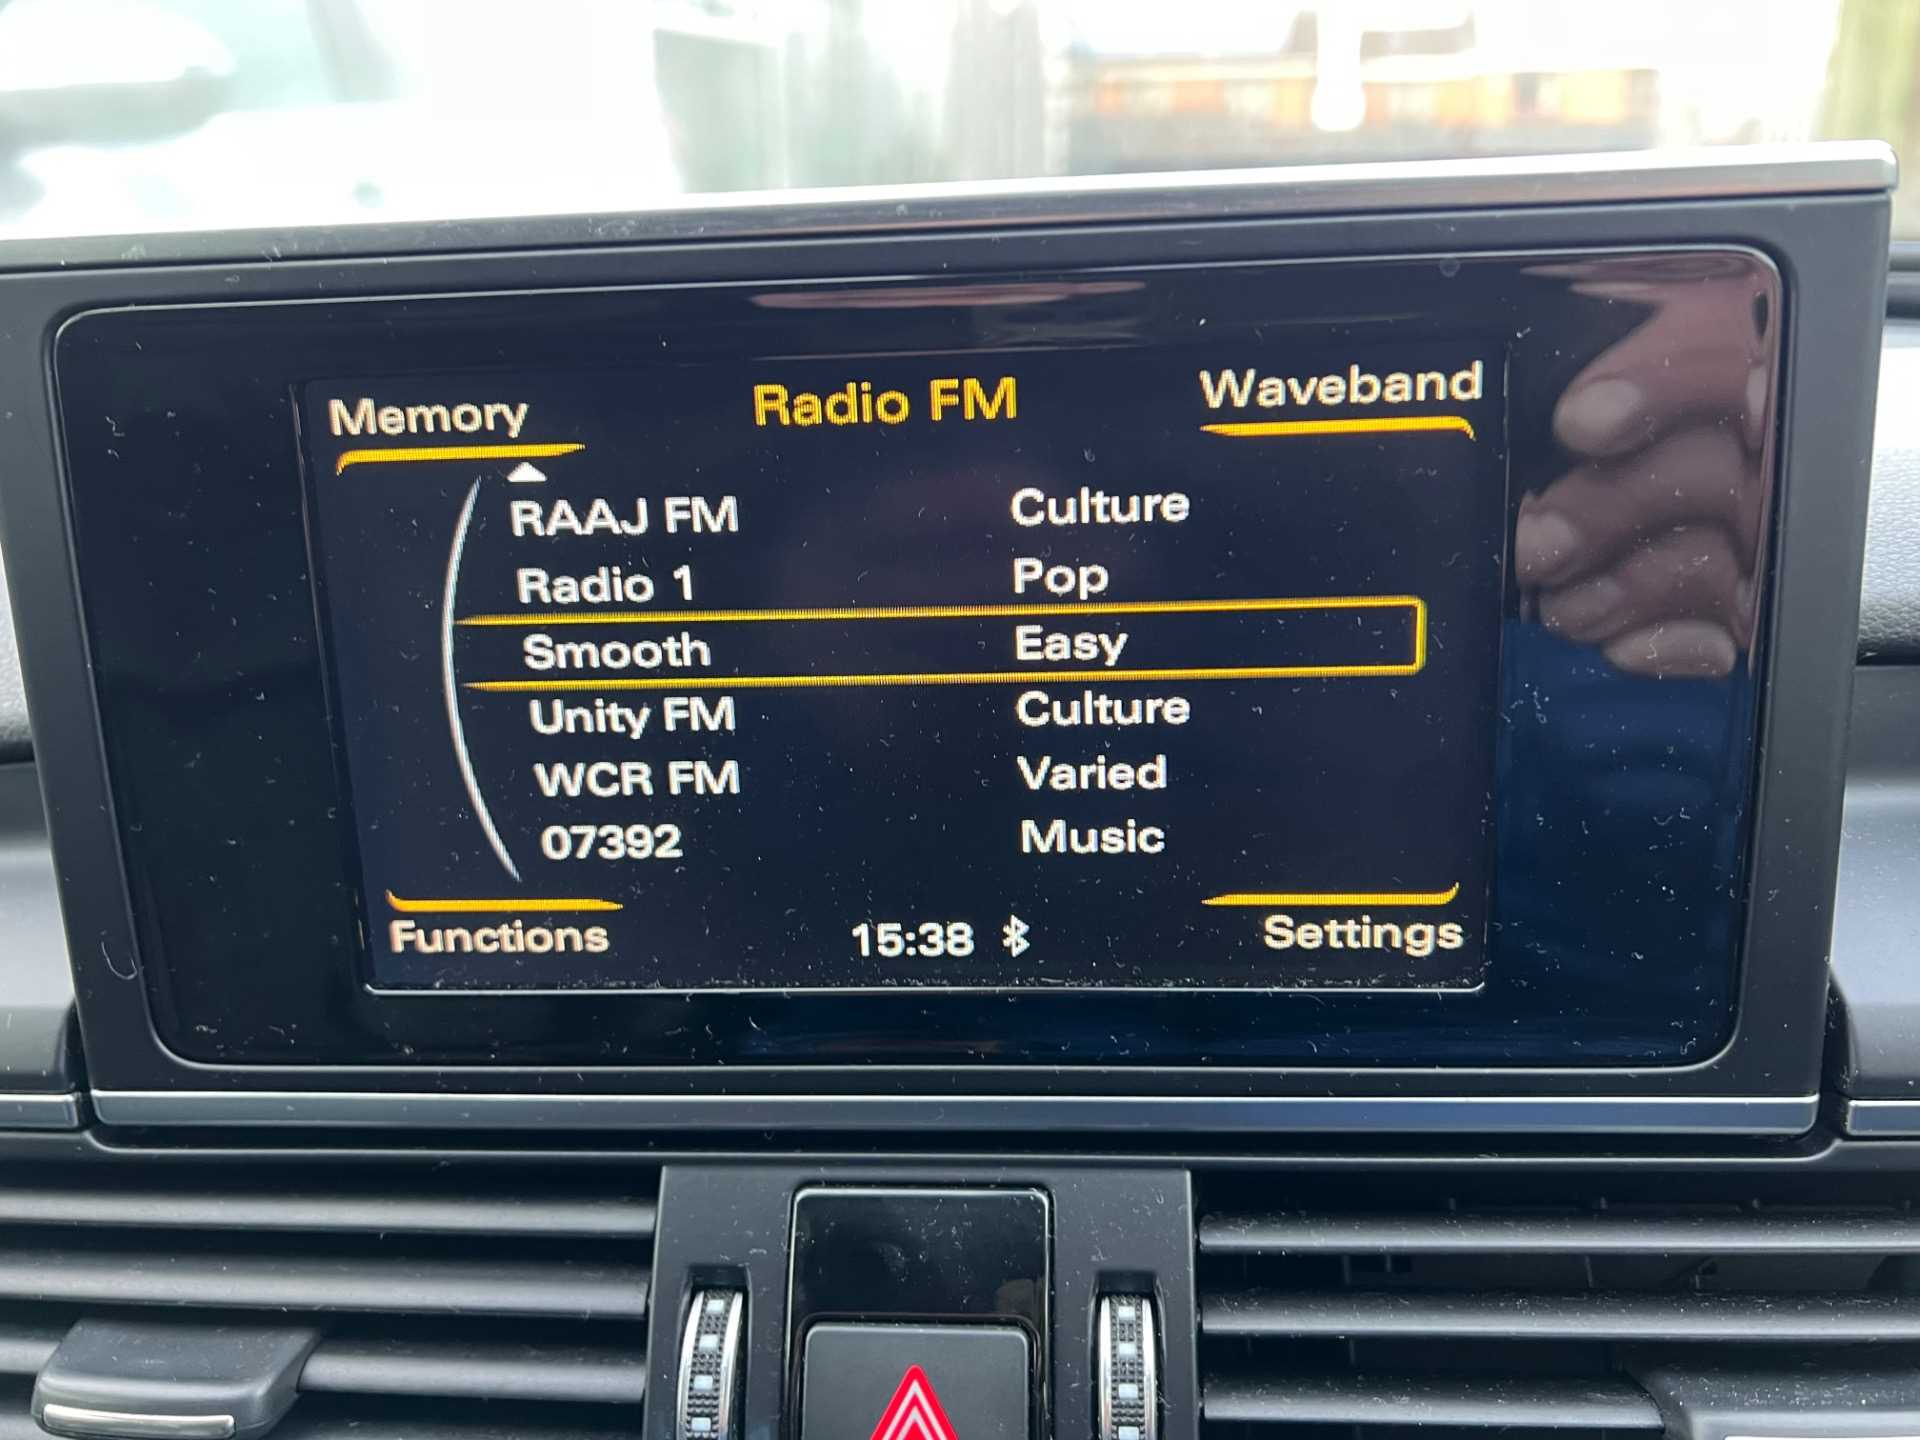 Memory Radio FM Waveband
RAAJ FM Culture
Radio 1 Pop
Smooth Easy
Unity FM Culture
WCR FM Varied
07392 Music
Functions 15:38 Settings